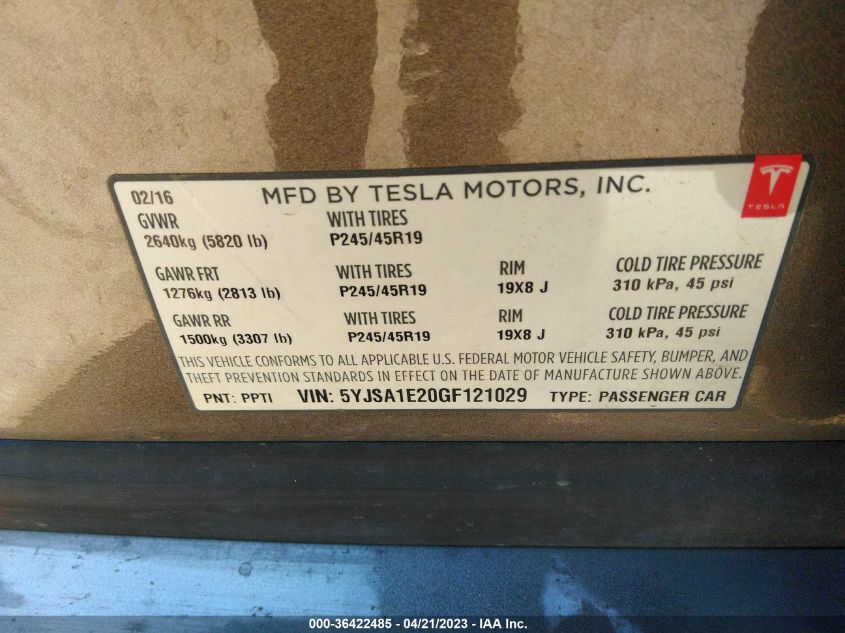 02/16 MFD BY TESLA MOTORS, INC.
TESLA
GVWR WITH TIRES
2640kg (5820 lb) P245/45R19
GAWR FRT WITH TIRES RIM COLD TIRE PRESSURE
1276kg (2813 lb) P245/45R19 19X8 J 310 kPa, 45 psi
GAWR RR WITH TIRES RIM COLD TIRE PRESSURE
1500kg (3307 lb) P245/45R19 19X8 J 310 kPa, 45 psi
THIS VEHICLE CONFORMS TO ALL APPLICABLE U.S. FEDERAL MOTOR VEHICLE SAFETY, BUMPER, AND
THEFT PREVENTION STANDARDS IN EFFECT ON THE DATE OF MANUFACTURE SHOWN ABOVE.
PNT: PPTI VIN: 5YJSA1E20GF121029 TYPE: PASSENGER CAR
000-36422485 - 04/21/2023 - IAA Inc.